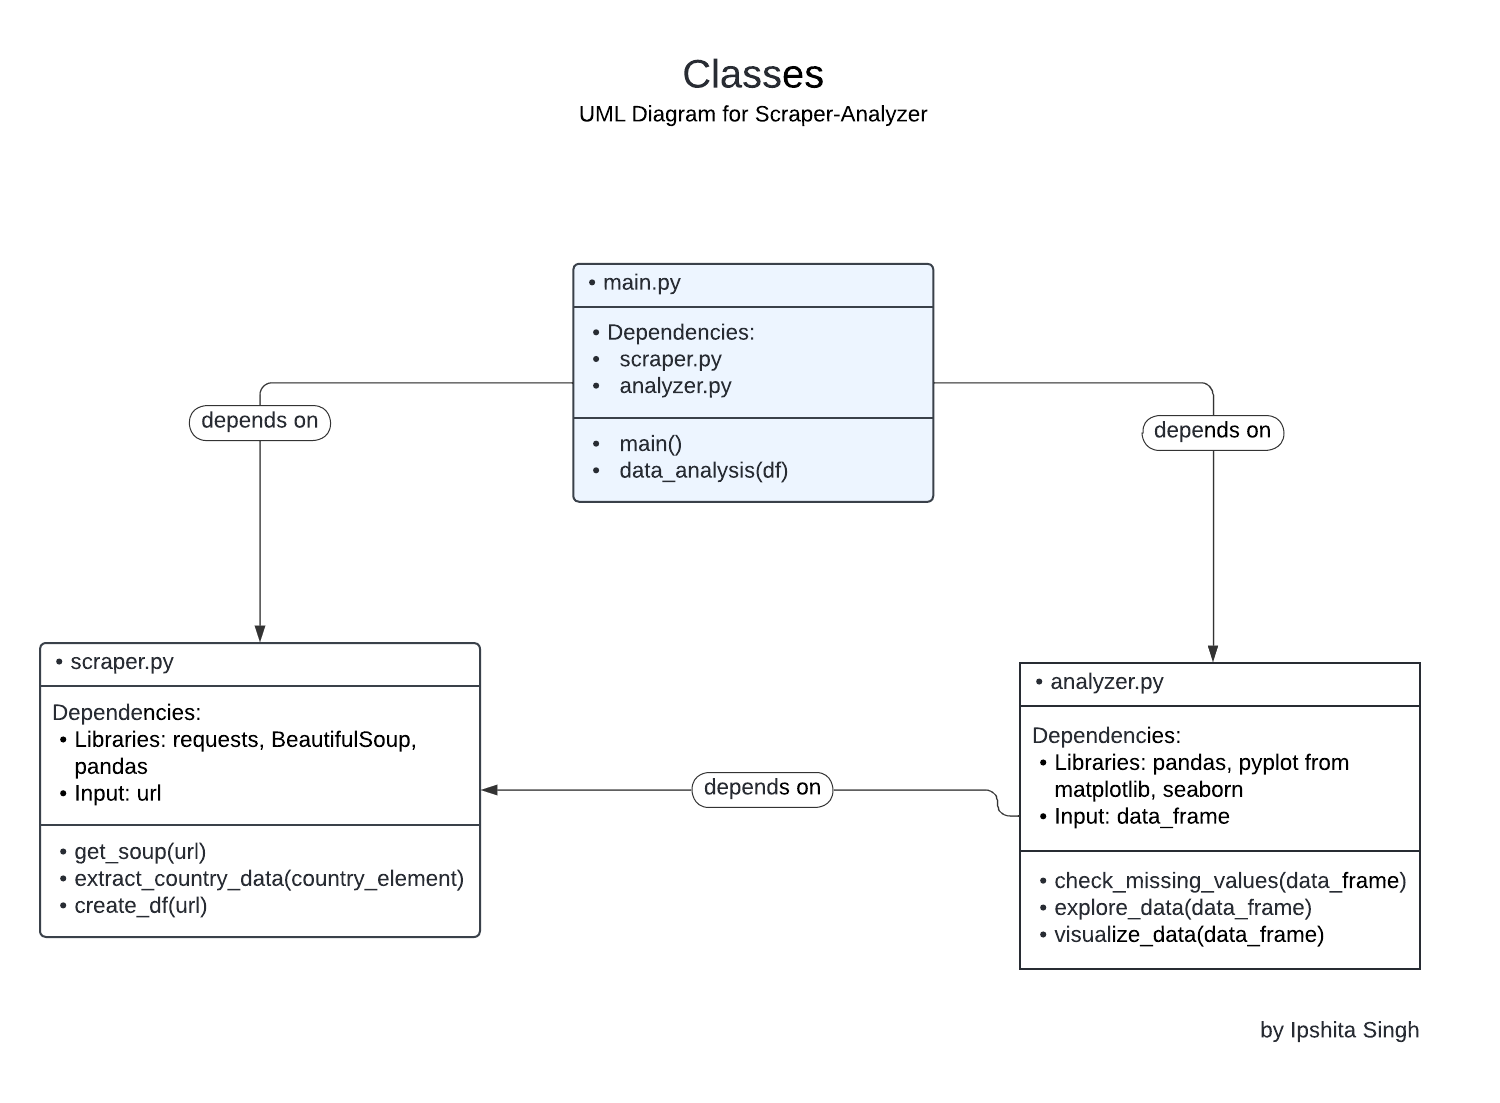 Classes
UML Diagram for Scraper-Analyzer
• main.py
• Dependencies:
• scraper.py
• analyzer.py
• main()
• data_analysis(df)
depends on
depends on
• scraper.py
Dependencies:
• Libraries: requests, BeautifulSoup,
pandas
• Input: url
• get_soup(url)
• extract_country_data(country_element)
• create_df(url)
depends on
• analyzer.py
Dependencies:
• Libraries: pandas, pyplot from
matplotlib, seaborn
• Input: data_frame
• check_missing_values(data_frame)
• explore_data(data_frame)
• visualize_data(data_frame)
by Ipshita Singh